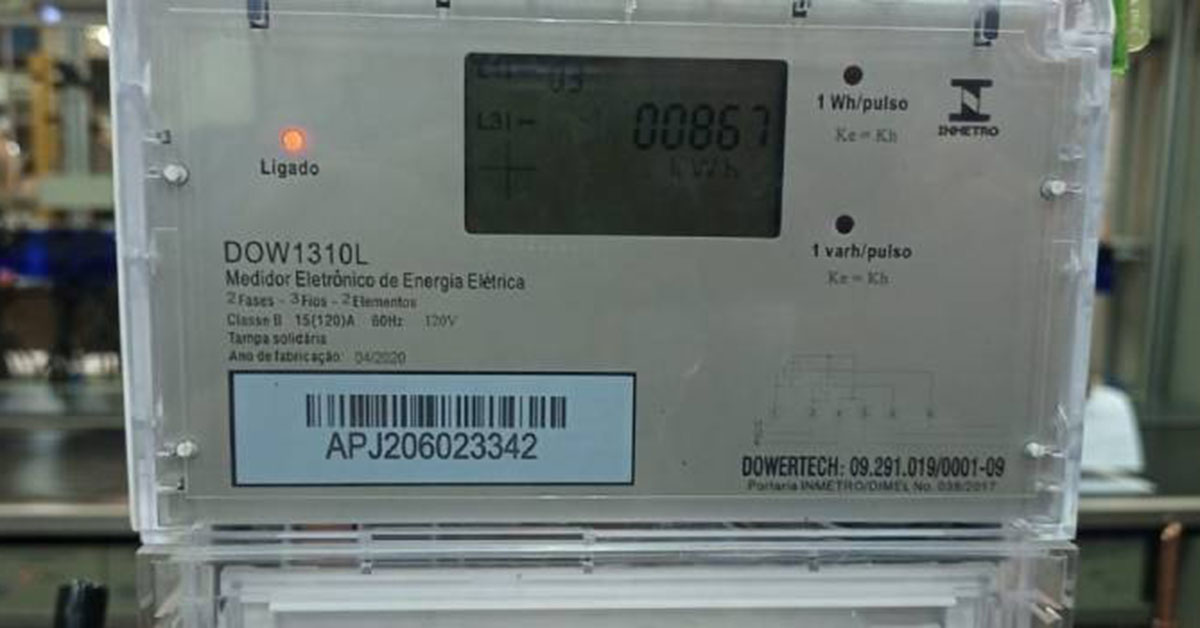 03
L3I
00867
kWh
1 Wh/pulso
Ke = Kh
INMETRO
Ligado
1 varh/pulso
Ke = Kh
DOW1310L
Medidor Eletrônico de Energia Elétrica
2 Fases - 3 Fios - 2 Elementos
Classe B 15(120)A 60Hz 120V
Tampa solidária
Ano de fabricação: 04/2020
APJ206023342
DOWERTECH: 09.291.019/0001-09
Portaria INMETRO/DIMEL No. 038/2017